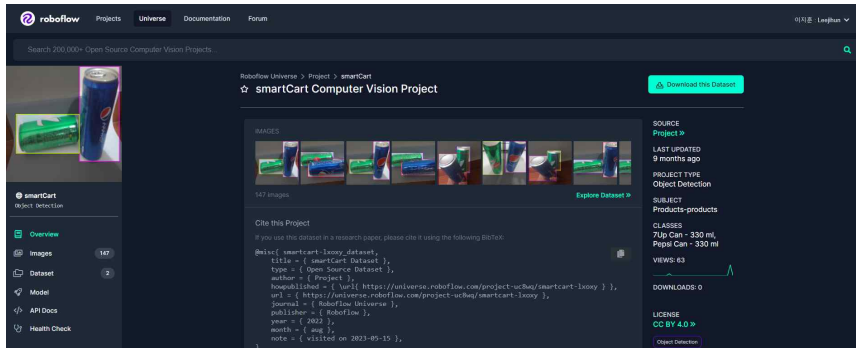 roboflow Projects Universe Documentation Forum 이지훈 : Leejihun
Search 200,000+ Open Source Computer Vision Projects...
smartCart
Object Detection
Overview
Images 147
Dataset 2
Model
API Docs
Health Check
Roboflow Universe > Project > smartCart
smartCart Computer Vision Project
Download this Dataset
IMAGES
147 images Explore Dataset »
Cite this Project
If you use this dataset in a research paper, please cite it using the following BibTeX:
@misc{ smartcart-lxoxy_dataset,
title = { smartCart Dataset },
type = { Open Source Dataset },
author = { Project },
howpublished = { \url{ https://universe.roboflow.com/project-uc8wq/smartcart-lxoxy } },
url = { https://universe.roboflow.com/project-uc8wq/smartcart-lxoxy },
journal = { Roboflow Universe },
publisher = { Roboflow },
year = { 2022 },
month = { aug },
note = { visited on 2023-05-15 },
}
SOURCE
Project »
LAST UPDATED
9 months ago
PROJECT TYPE
Object Detection
SUBJECT
Products-products
CLASSES
7Up Can - 330 ml,
Pepsi Can - 330 ml
VIEWS: 63
DOWNLOADS: 0
LICENSE
CC BY 4.0 »
Object Detection